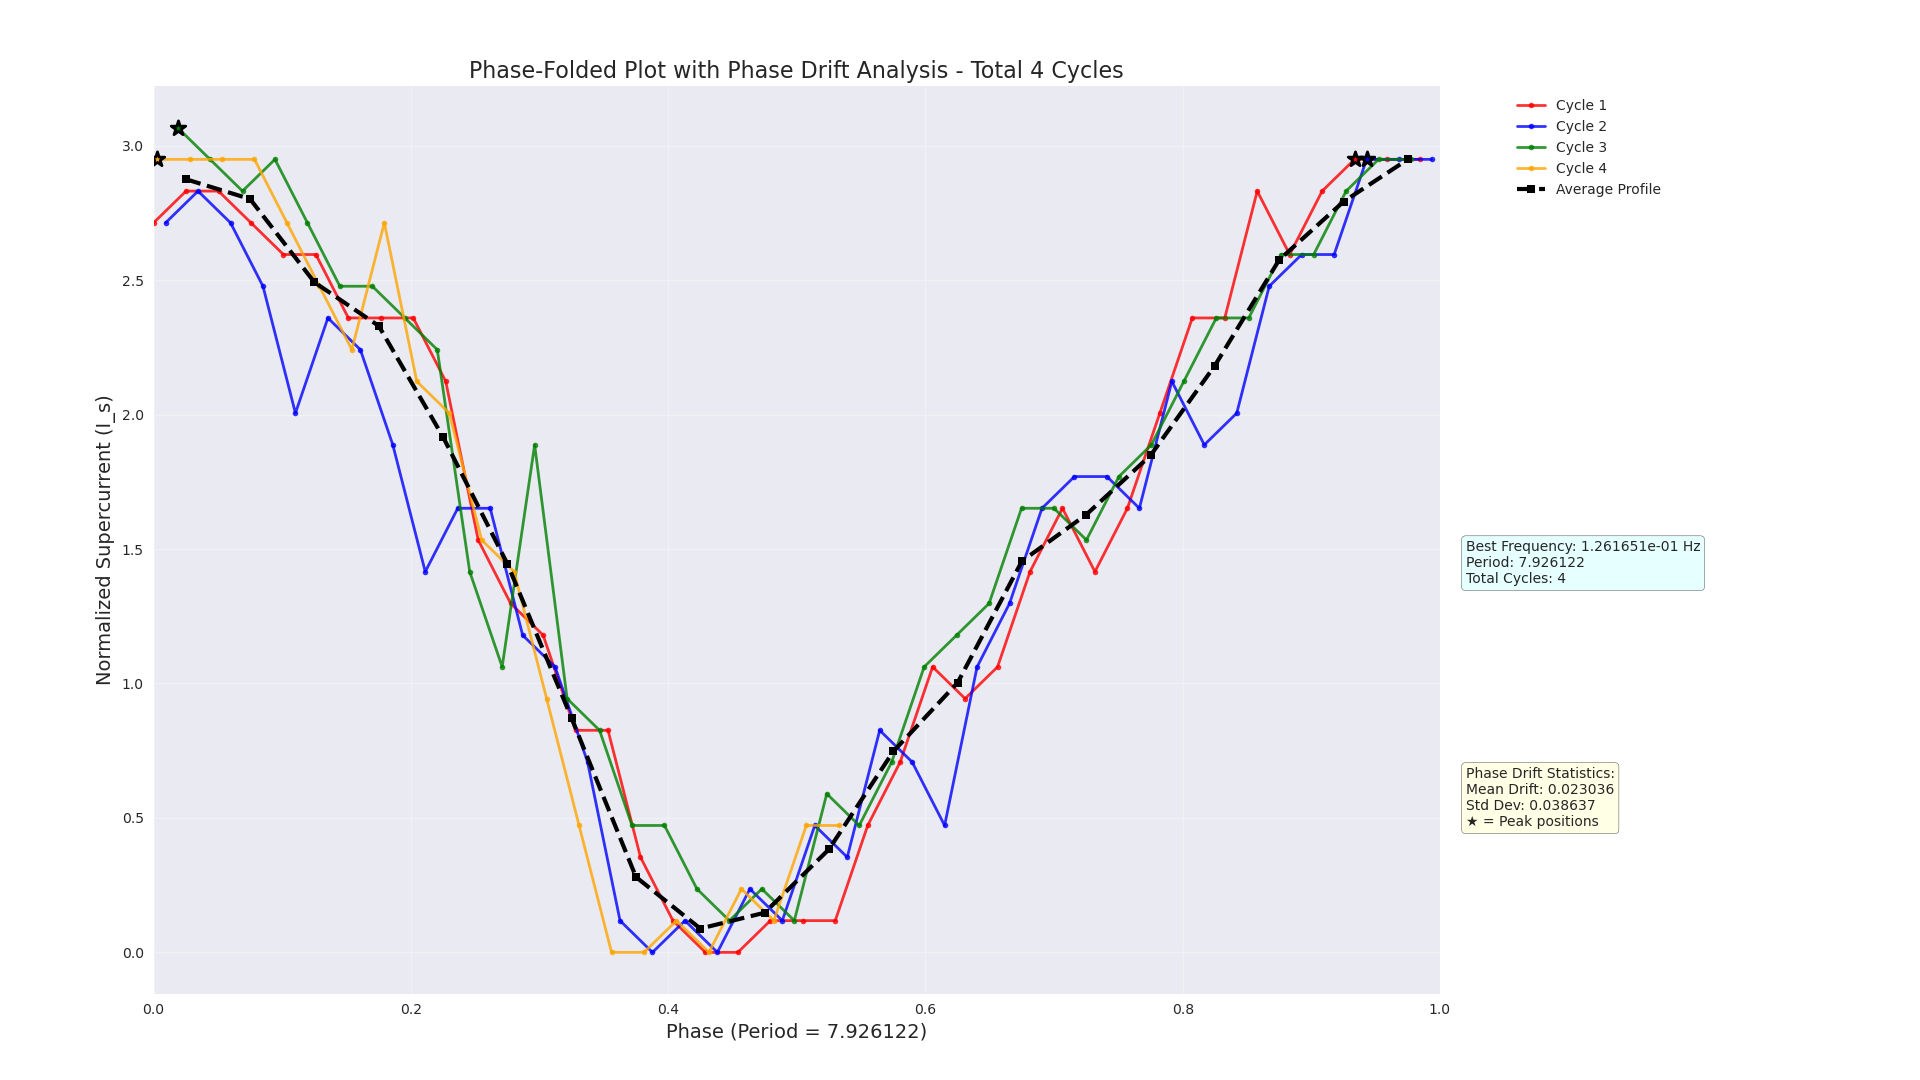 Phase-Folded Plot with Phase Drift Analysis - Total 4 Cycles
Cycle 1
Cycle 2
Cycle 3
Cycle 4
Average Profile
Normalized Supercurrent (I_s)
3.0
2.5
2.0
1.5
1.0
0.5
0.0
Best Frequency: 1.261651e-01 Hz
Period: 7.926122
Total Cycles: 4
Phase Drift Statistics:
Mean Drift: 0.023036
Std Dev: 0.038637
★ = Peak positions
0.0 0.2 0.4 0.6 0.8 1.0
Phase (Period = 7.926122)